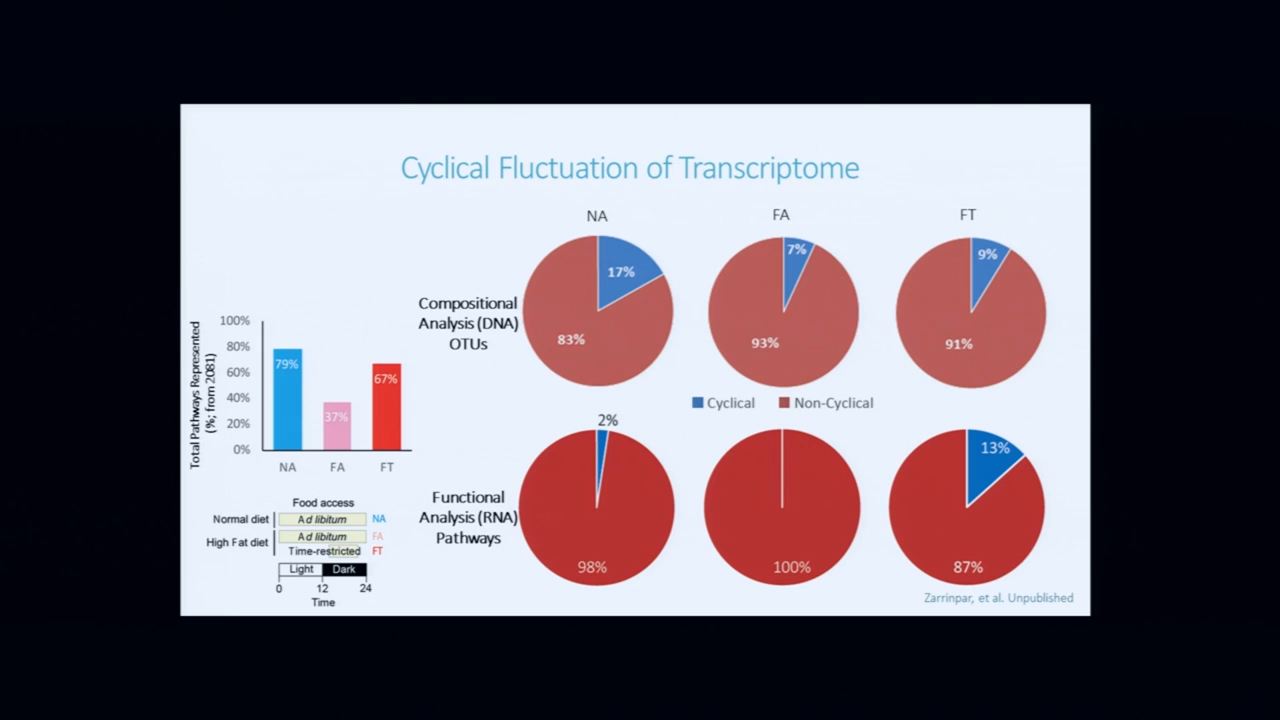 Cyclical Fluctuation of Transcriptome
NA
FA
FT
Compositional
Analysis (DNA)
OTUs
17%
83%
7%
93%
9%
91%
Cyclical
Non-Cyclical
Functional
Analysis (RNA)
Pathways
2%
98%
100%
13%
87%
Total Pathways Represented
(%; from 2081)
100%
80%
60%
40%
20%
0%
79%
37%
67%
NA
FA
FT
Food access
Normal diet
Ad libitum
NA
High Fat diet
Ad libitum
FA
Time-restricted
FT
Light
Dark
0
12
24
Time
Zarrinpar, et al. Unpublished